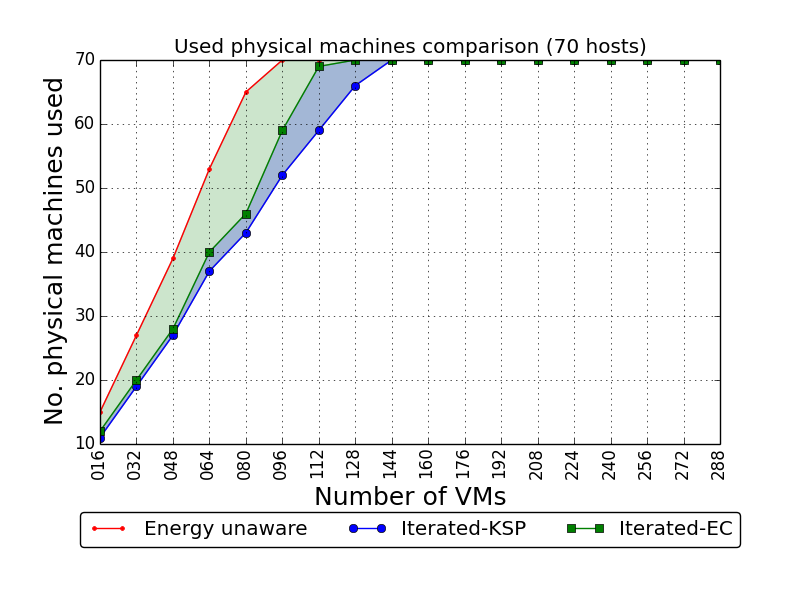 Used physical machines comparison (70 hosts)
No. physical machines used
70
60
50
40
30
20
10
016 032 048 064 080 096 112 128 144 160 176 192 208 224 240 256 272 288
Number of VMs
Energy unaware Iterated-KSP Iterated-EC